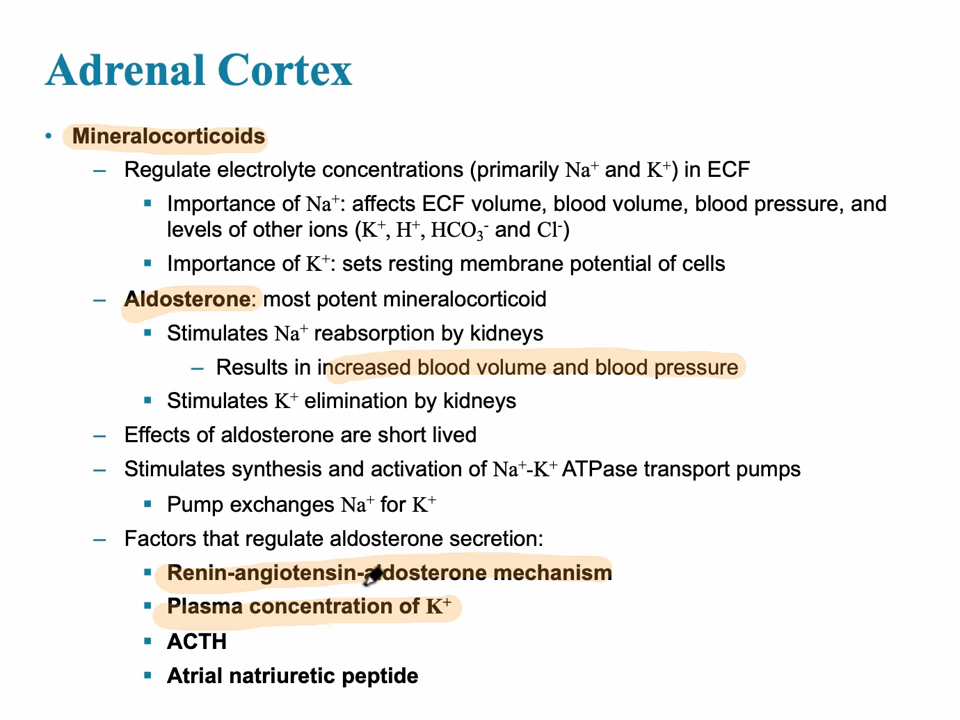 Adrenal Cortex
• Mineralocorticoids
– Regulate electrolyte concentrations (primarily Na⁺ and K⁺) in ECF
▪ Importance of Na⁺: affects ECF volume, blood volume, blood pressure, and
levels of other ions (K⁺, H⁺, HCO₃⁻ and Cl⁻)
▪ Importance of K⁺: sets resting membrane potential of cells
– Aldosterone: most potent mineralocorticoid
▪ Stimulates Na⁺ reabsorption by kidneys
– Results in increased blood volume and blood pressure
▪ Stimulates K⁺ elimination by kidneys
– Effects of aldosterone are short lived
– Stimulates synthesis and activation of Na⁺-K⁺ ATPase transport pumps
▪ Pump exchanges Na⁺ for K⁺
– Factors that regulate aldosterone secretion:
▪ Renin-angiotensin-aldosterone mechanism
▪ Plasma concentration of K⁺
▪ ACTH
▪ Atrial natriuretic peptide